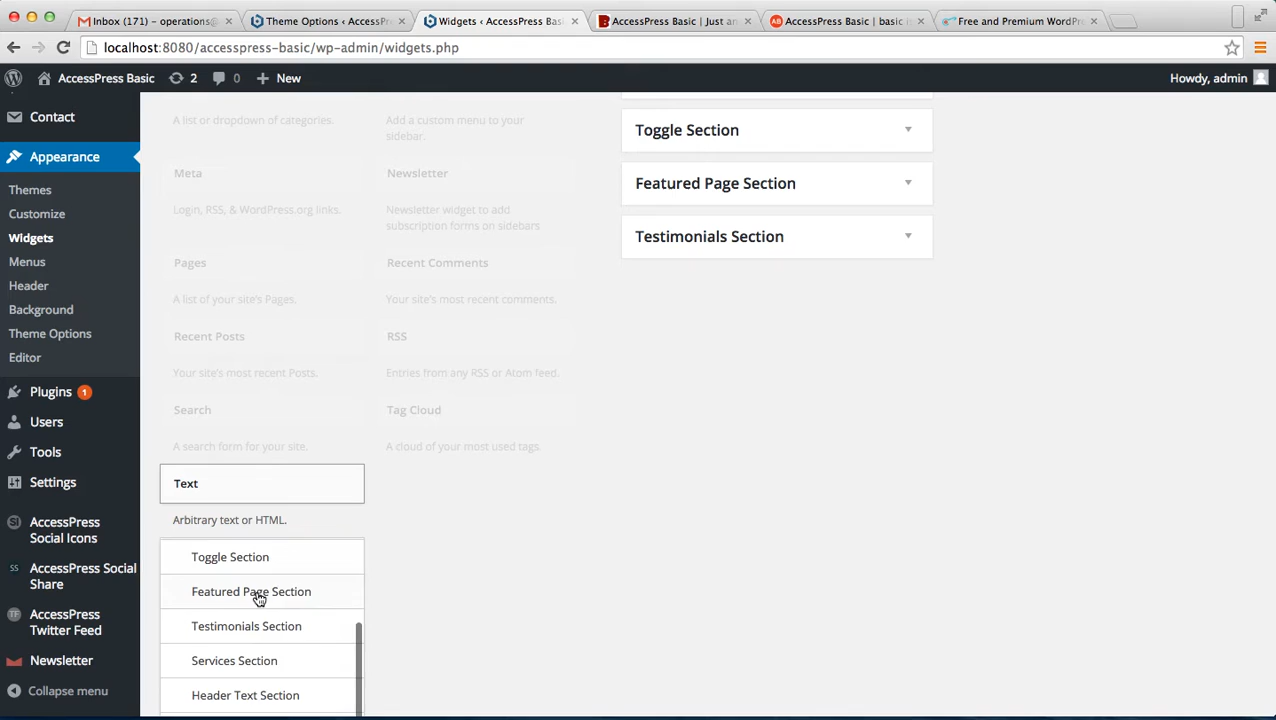 Inbox (171) – operations@
Theme Options ‹ AccessPr
Widgets ‹ AccessPress Bas
AccessPress Basic | Just an
AccessPress Basic | basic i
Free and Premium WordPr
localhost:8080/accesspress-basic/wp-admin/widgets.php
AccessPress Basic
2
0
New
Howdy, admin
Contact
Appearance
Themes
Customize
Widgets
Menus
Header
Background
Theme Options
Editor
Plugins 1
Users
Tools
Settings
AccessPress
Social Icons
AccessPress Social
Share
AccessPress
Twitter Feed
Newsletter
Collapse menu
A list or dropdown of categories.
Add a custom menu to your
sidebar.
Meta
Newsletter
Login, RSS, & WordPress.org links.
Newsletter widget to add
subscription forms on sidebars
Pages
Recent Comments
A list of your site's Pages.
Your site's most recent comments.
Recent Posts
RSS
Your site's most recent Posts.
Entries from any RSS or Atom feed.
Search
Tag Cloud
A search form for your site.
A cloud of your most used tags.
Text
Arbitrary text or HTML.
Toggle Section
Featured Page Section
Testimonials Section
Services Section
Header Text Section
Toggle Section
Featured Page Section
Testimonials Section